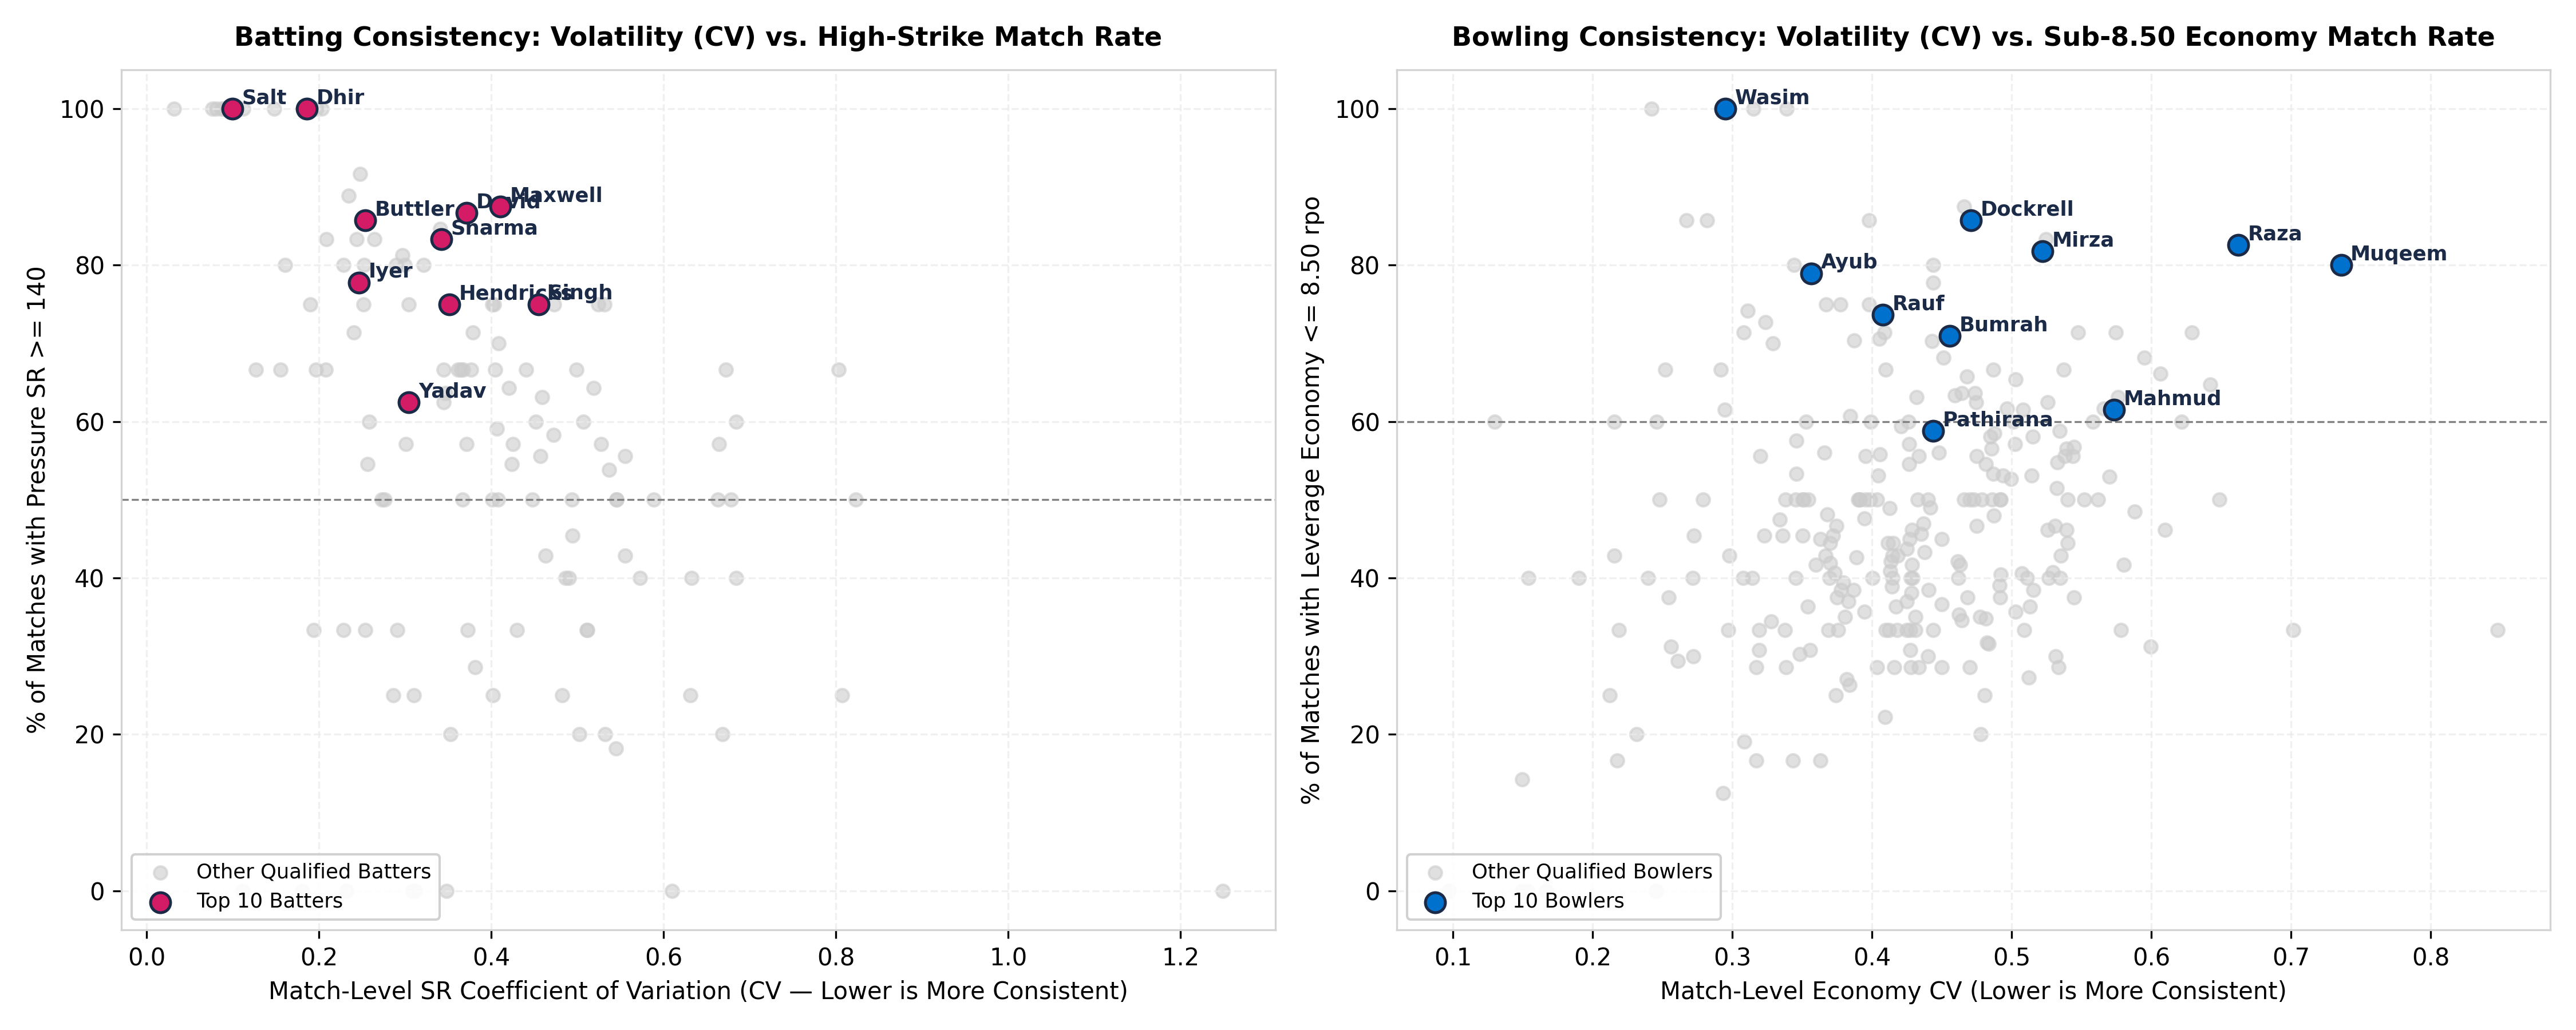 Batting Consistency: Volatility (CV) vs. High-Strike Match Rate
% of Matches with Pressure SR >= 140
100
80
60
40
20
0
Salt
Dhir
Buttler
David
Maxwell
Sharma
Iyer
Hendricks
Singh
Yadav
Other Qualified Batters
Top 10 Batters
0.0
0.2
0.4
0.6
0.8
1.0
1.2
Match-Level SR Coefficient of Variation (CV — Lower is More Consistent)
Bowling Consistency: Volatility (CV) vs. Sub-8.50 Economy Match Rate
% of Matches with Leverage Economy <= 8.50 rpo
100
80
60
40
20
0
Wasim
Dockrell
Mirza
Raza
Muqeem
Ayub
Rauf
Bumrah
Mahmud
Pathirana
Other Qualified Bowlers
Top 10 Bowlers
0.1
0.2
0.3
0.4
0.5
0.6
0.7
0.8
Match-Level Economy CV (Lower is More Consistent)